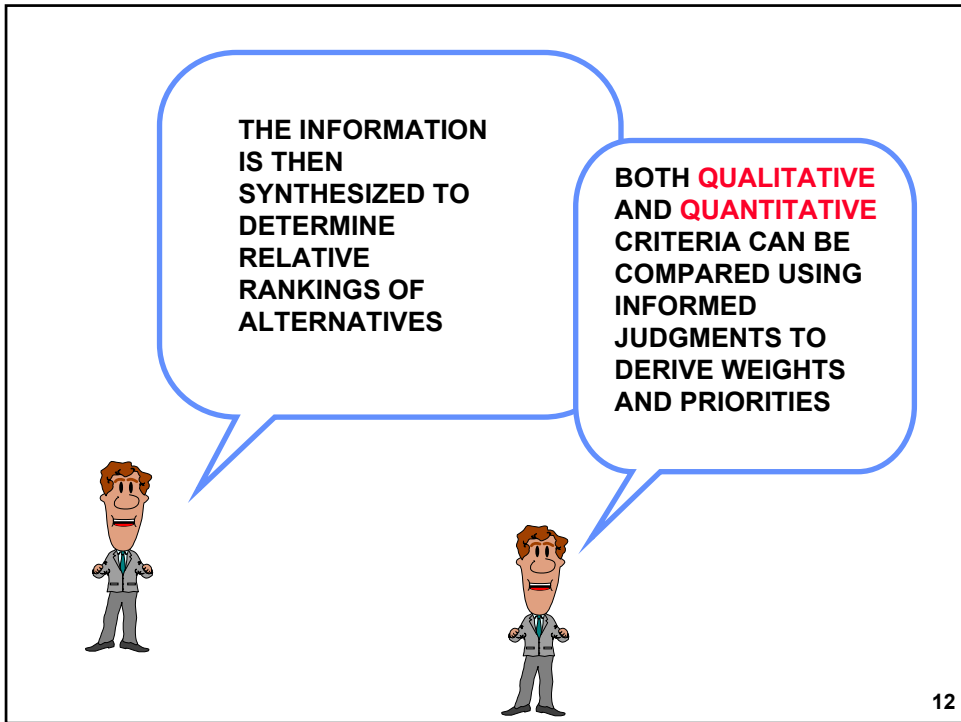 THE INFORMATION
IS THEN
SYNTHESIZED TO
DETERMINE
RELATIVE
RANKINGS OF
ALTERNATIVES
BOTH QUALITATIVE
AND QUANTITATIVE
CRITERIA CAN BE
COMPARED USING
INFORMED
JUDGMENTS TO
DERIVE WEIGHTS
AND PRIORITIES
12